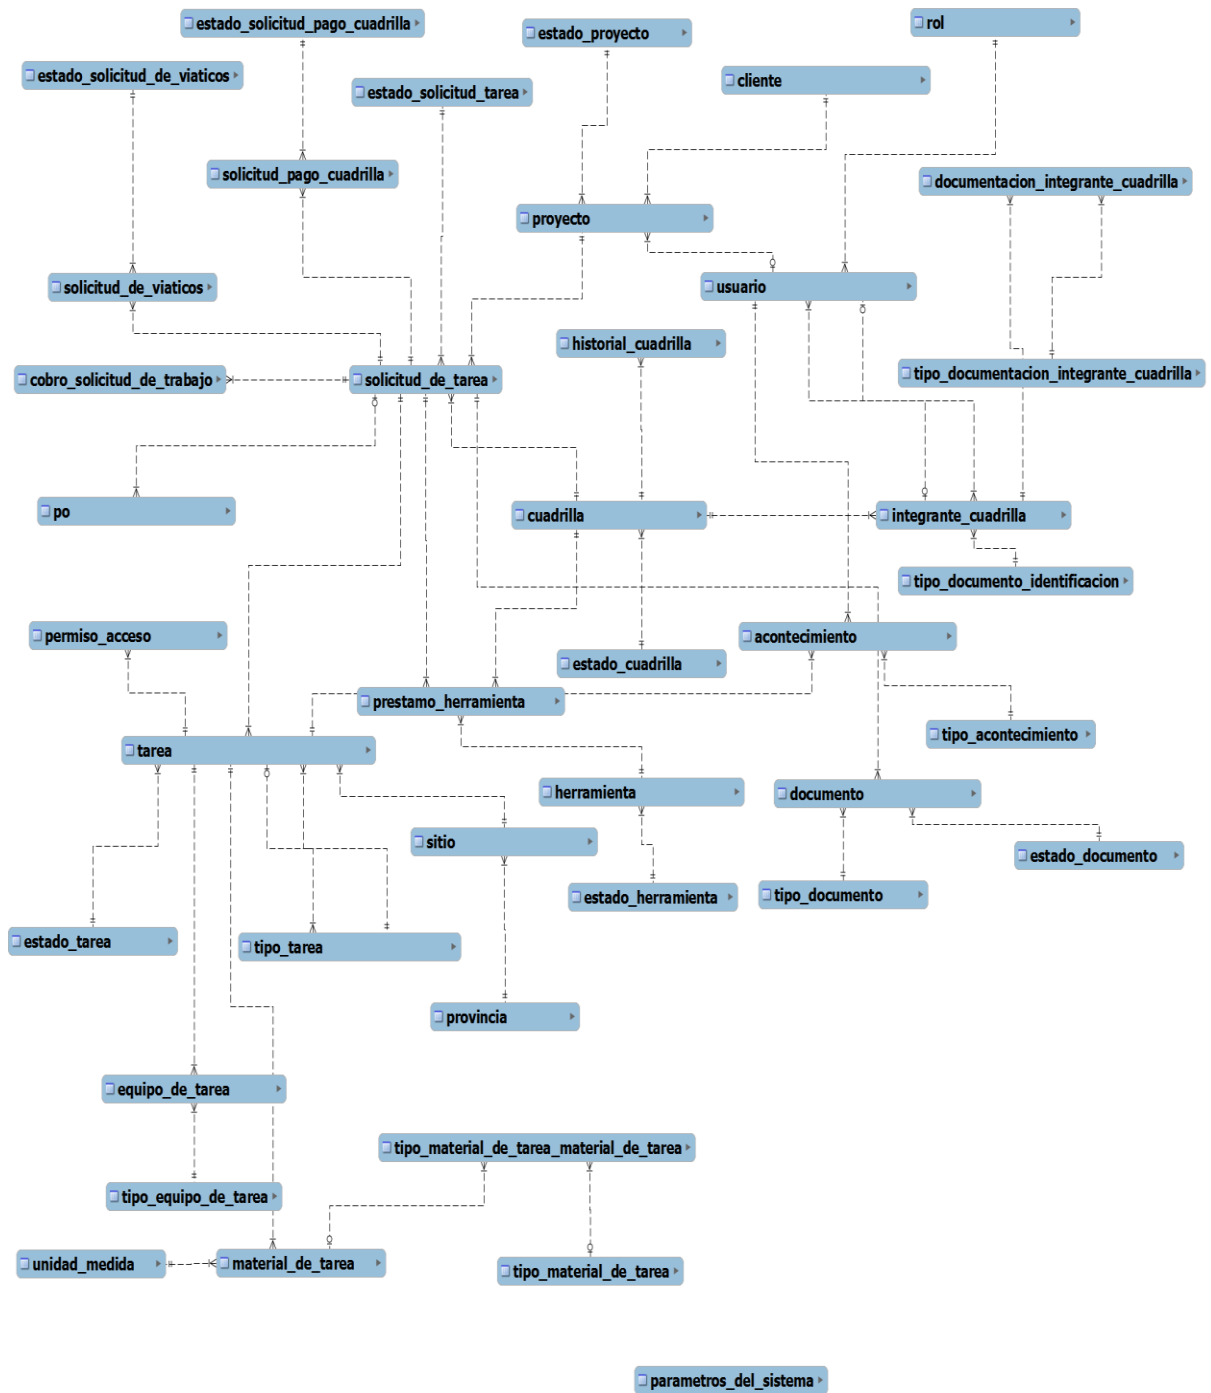 estado_solicitud_pago_cuadrilla
rol
estado_proyecto
estado_solicitud_de_viaticos
cliente
estado_solicitud_tarea
solicitud_pago_cuadrilla
documentacion_integrante_cuadrilla
proyecto
solicitud_de_viaticos
usuario
historial_cuadrilla
cobro_solicitud_de_trabajo
solicitud_de_tarea
tipo_documentacion_integrante_cuadrilla
po
cuadrilla
integrante_cuadrilla
tipo_documento_identificacion
permiso_acceso
acontecimiento
estado_cuadrilla
prestamo_herramienta
tipo_acontecimiento
tarea
herramienta
documento
sitio
estado_documento
estado_herramienta
tipo_documento
estado_tarea
tipo_tarea
provincia
equipo_de_tarea
tipo_material_de_tarea_material_de_tarea
tipo_equipo_de_tarea
unidad_medida
material_de_tarea
tipo_material_de_tarea
parametros_del_sistema